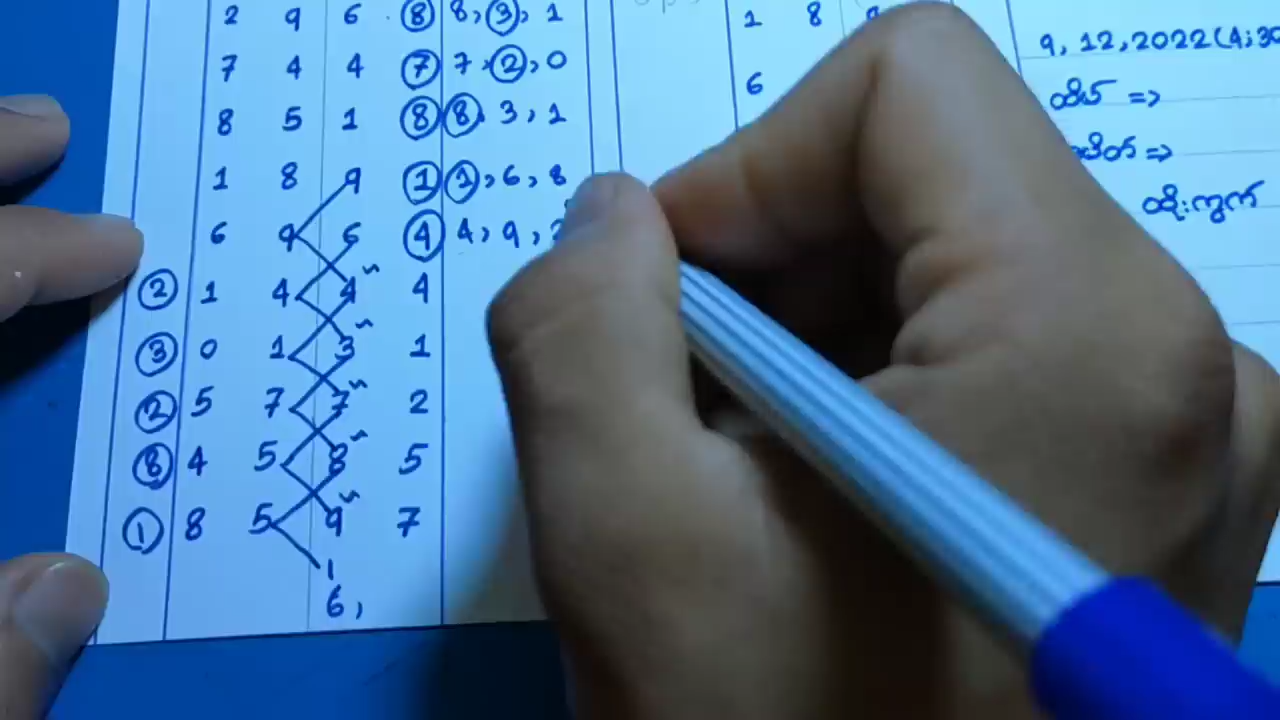 2 9 6 8 8, 3, 1
7 4 4 7 7, 2, 0
8 5 1 8 8, 3, 1
1 8 9 1 1, 6, 8
6 9 6 4 4, 9,
2 1 4 4 4
3 0 1 3 1
2 5 7 7 2
8 4 5 8 5
1 8 5 9 7
6,
1 8
6
9, 12, 2022 (4; 30
ထိပ် =>
ပိတ် =>
ထိုးကွက်